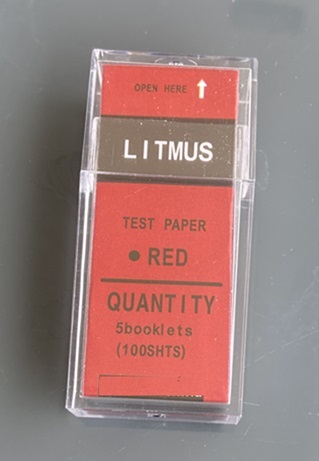 OPEN HERE
LITMUS
TEST PAPER
• RED
QUANTITY
5booklets
(100SHTS)